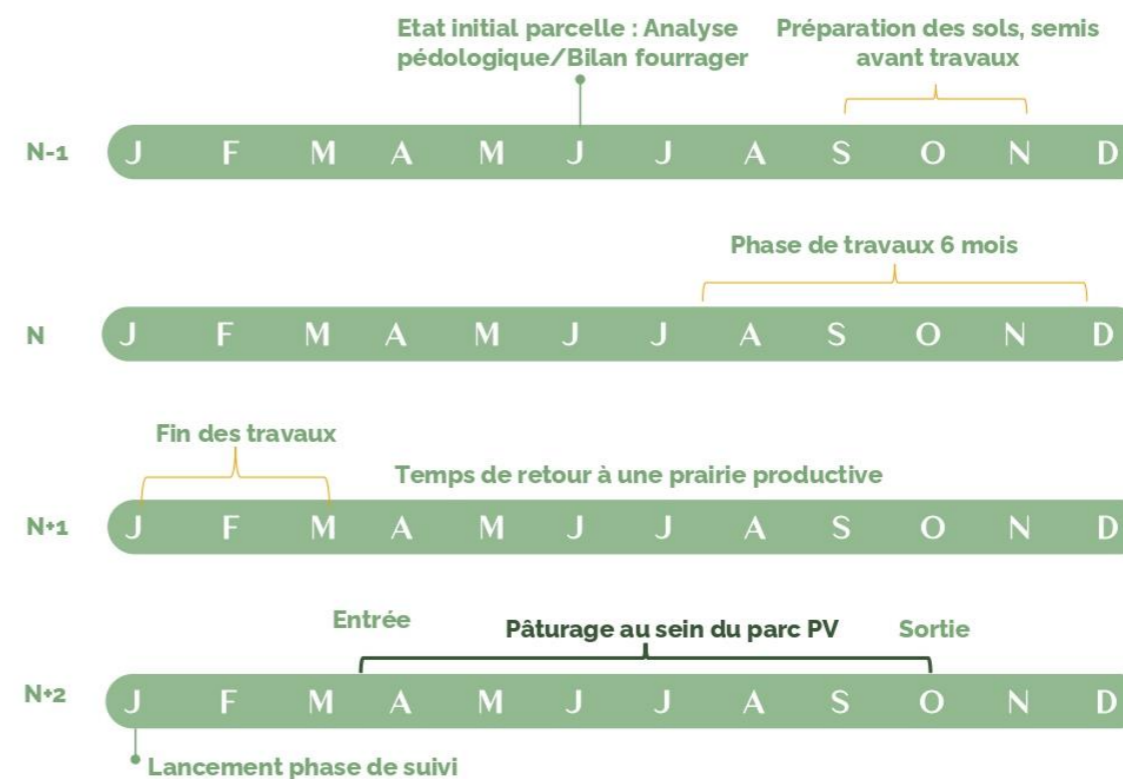 Etat initial parcelle : Analyse
pédologique/Bilan fourrager
Préparation des sols, semis
avant travaux
N-1 J F M A M J J A S O N D
Phase de travaux 6 mois
N J F M A M J J A S O N D
Fin des travaux
Temps de retour à une prairie productive
N+1 J F M A M J J A S O N D
Entrée
Pâturage au sein du parc PV
Sortie
N+2 J F M A M J J A S O N D
Lancement phase de suivi